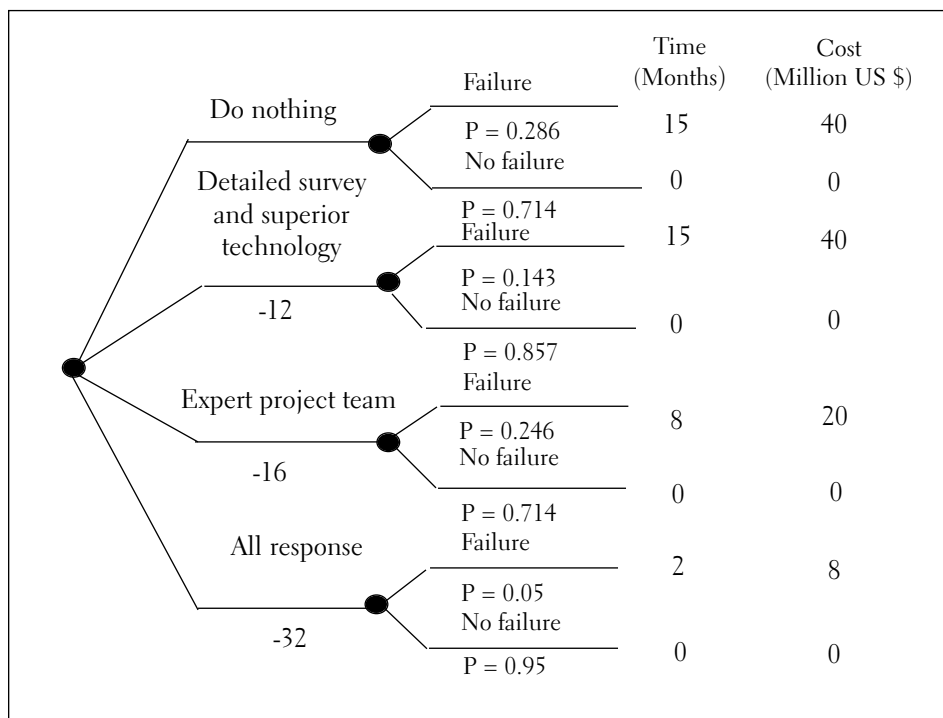 Time
(Months)
Cost
(Million US $)
Do nothing
Failure
15
40
P = 0.286
No failure
0
0
P = 0.714
Detailed survey
and superior
technology
-12
Failure
15
40
P = 0.143
No failure
0
0
P = 0.857
Expert project team
-16
Failure
8
20
P = 0.246
No failure
0
0
P = 0.714
All response
-32
Failure
2
8
P = 0.05
No failure
0
0
P = 0.95